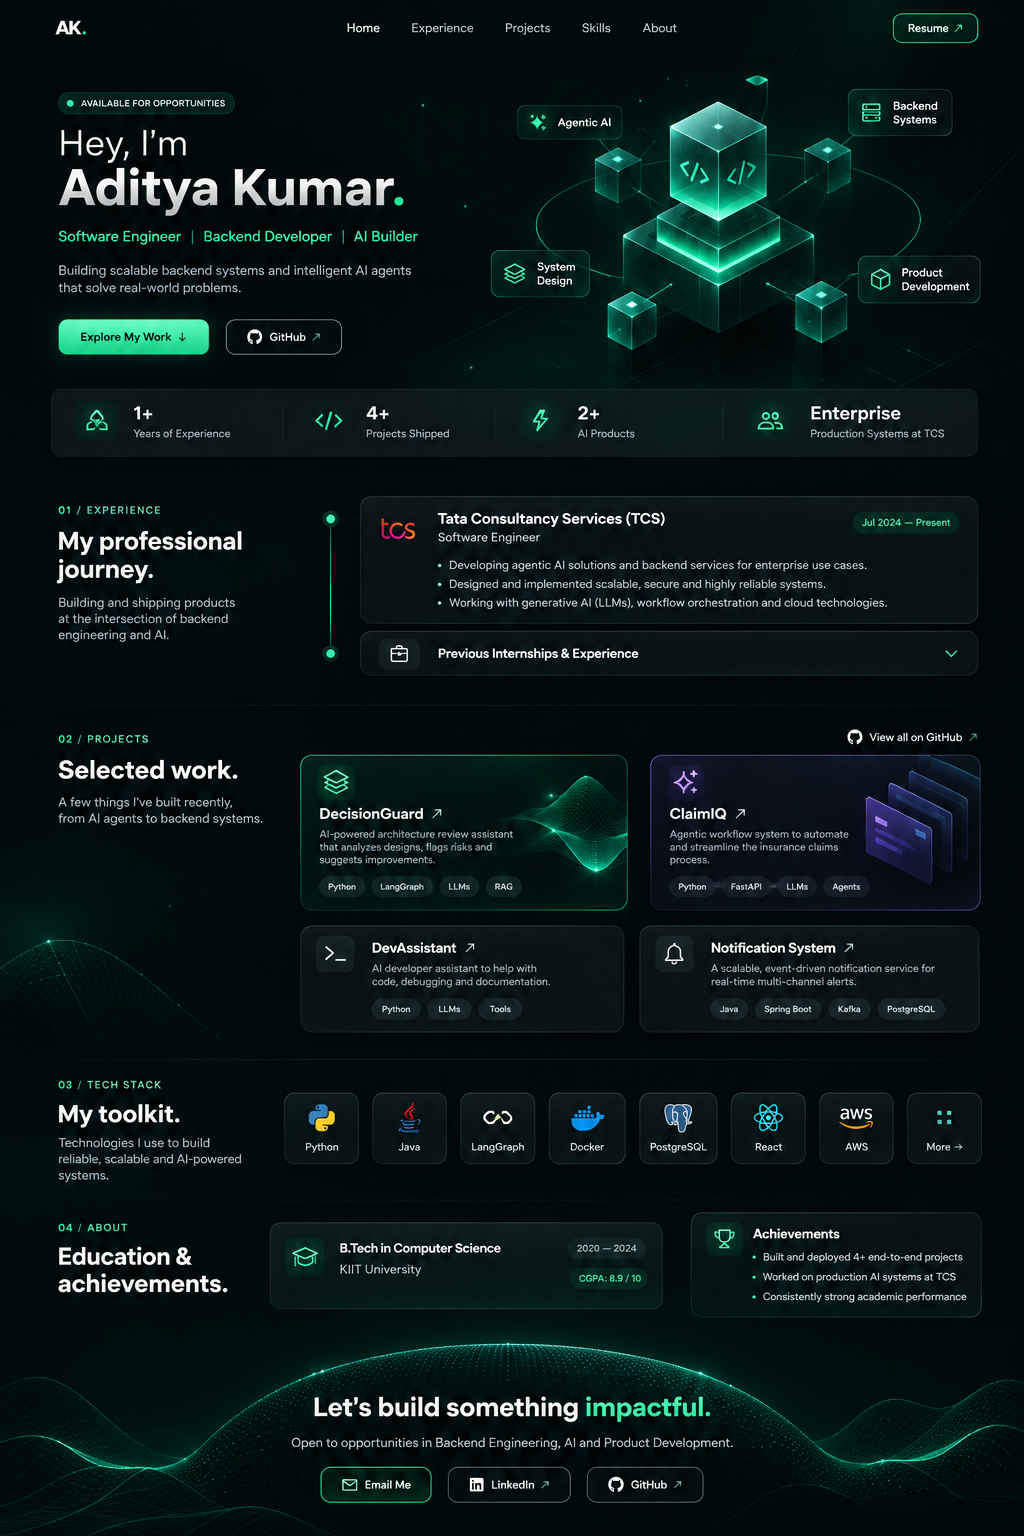 AK.
Home
Experience
Projects
Skills
About
Resume ↗
AVAILABLE FOR OPPORTUNITIES
Hey, I’m
Aditya Kumar.
Software Engineer | Backend Developer | AI Builder
Building scalable backend systems and intelligent AI agents
that solve real-world problems.
Explore My Work ↓
GitHub ↗
Agentic AI
Backend
Systems
</>
</>
System
Design
Product
Development
1+
Years of Experience
</>
4+
Projects Shipped
2+
AI Products
Enterprise
Production Systems at TCS
01 / EXPERIENCE
My professional
journey.
Building and shipping products
at the intersection of backend
engineering and AI.
tcs
Tata Consultancy Services (TCS)
Software Engineer
Jul 2024 — Present
• Developing agentic AI solutions and backend services for enterprise use cases.
• Designed and implemented scalable, secure and highly reliable systems.
• Working with generative AI (LLMs), workflow orchestration and cloud technologies.
Previous Internships & Experience
02 / PROJECTS
Selected work.
A few things I've built recently,
from AI agents to backend systems.
View all on GitHub ↗
DecisionGuard ↗
AI-powered architecture review assistant
that analyzes designs, flags risks and
suggests improvements.
Python
LangGraph
LLMs
RAG
ClaimIQ ↗
Agentic workflow system to automate
and streamline the insurance claims
process.
Python
FastAPI
LLMs
Agents
DevAssistant ↗
AI developer assistant to help with
code, debugging and documentation.
Python
LLMs
Tools
Notification System ↗
A scalable, event-driven notification service for
real-time multi-channel alerts.
Java
Spring Boot
Kafka
PostgreSQL
03 / TECH STACK
My toolkit.
Technologies I use to build
reliable, scalable and AI-powered
systems.
Python
Java
LangGraph
Docker
PostgreSQL
React
aws
AWS
More →
04 / ABOUT
Education &
achievements.
B.Tech in Computer Science
KIIT University
2020 — 2024
CGPA: 8.9 / 10
Achievements
• Built and deployed 4+ end-to-end projects
• Worked on production AI systems at TCS
• Consistently strong academic performance
Let’s build something impactful.
Open to opportunities in Backend Engineering, AI and Product Development.
Email Me
in
LinkedIn ↗
GitHub ↗